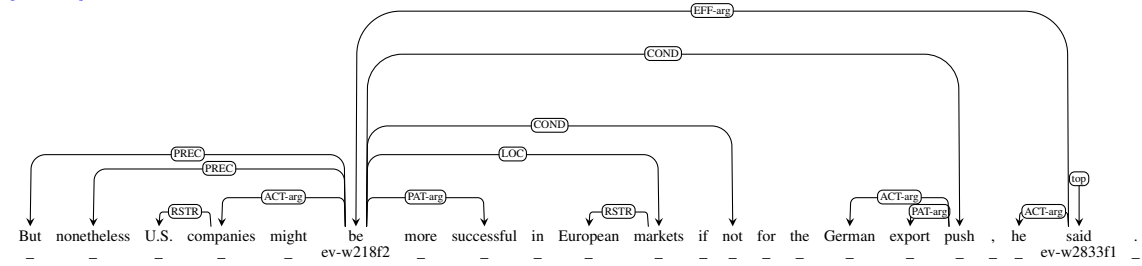 EFF-arg
COND
COND
PREC LOC
PREC
ACT-arg PAT-arg ACT-arg top
RSTR RSTR PAT-arg ACT-arg
But nonetheless U.S. companies might be more successful in European markets if not for the German export push , he said .
_ _ _ _ _ ev-w218f2 _ _ _ _ _ _ _ _ _ _ _ _ _ _ ev-w2833f1 _